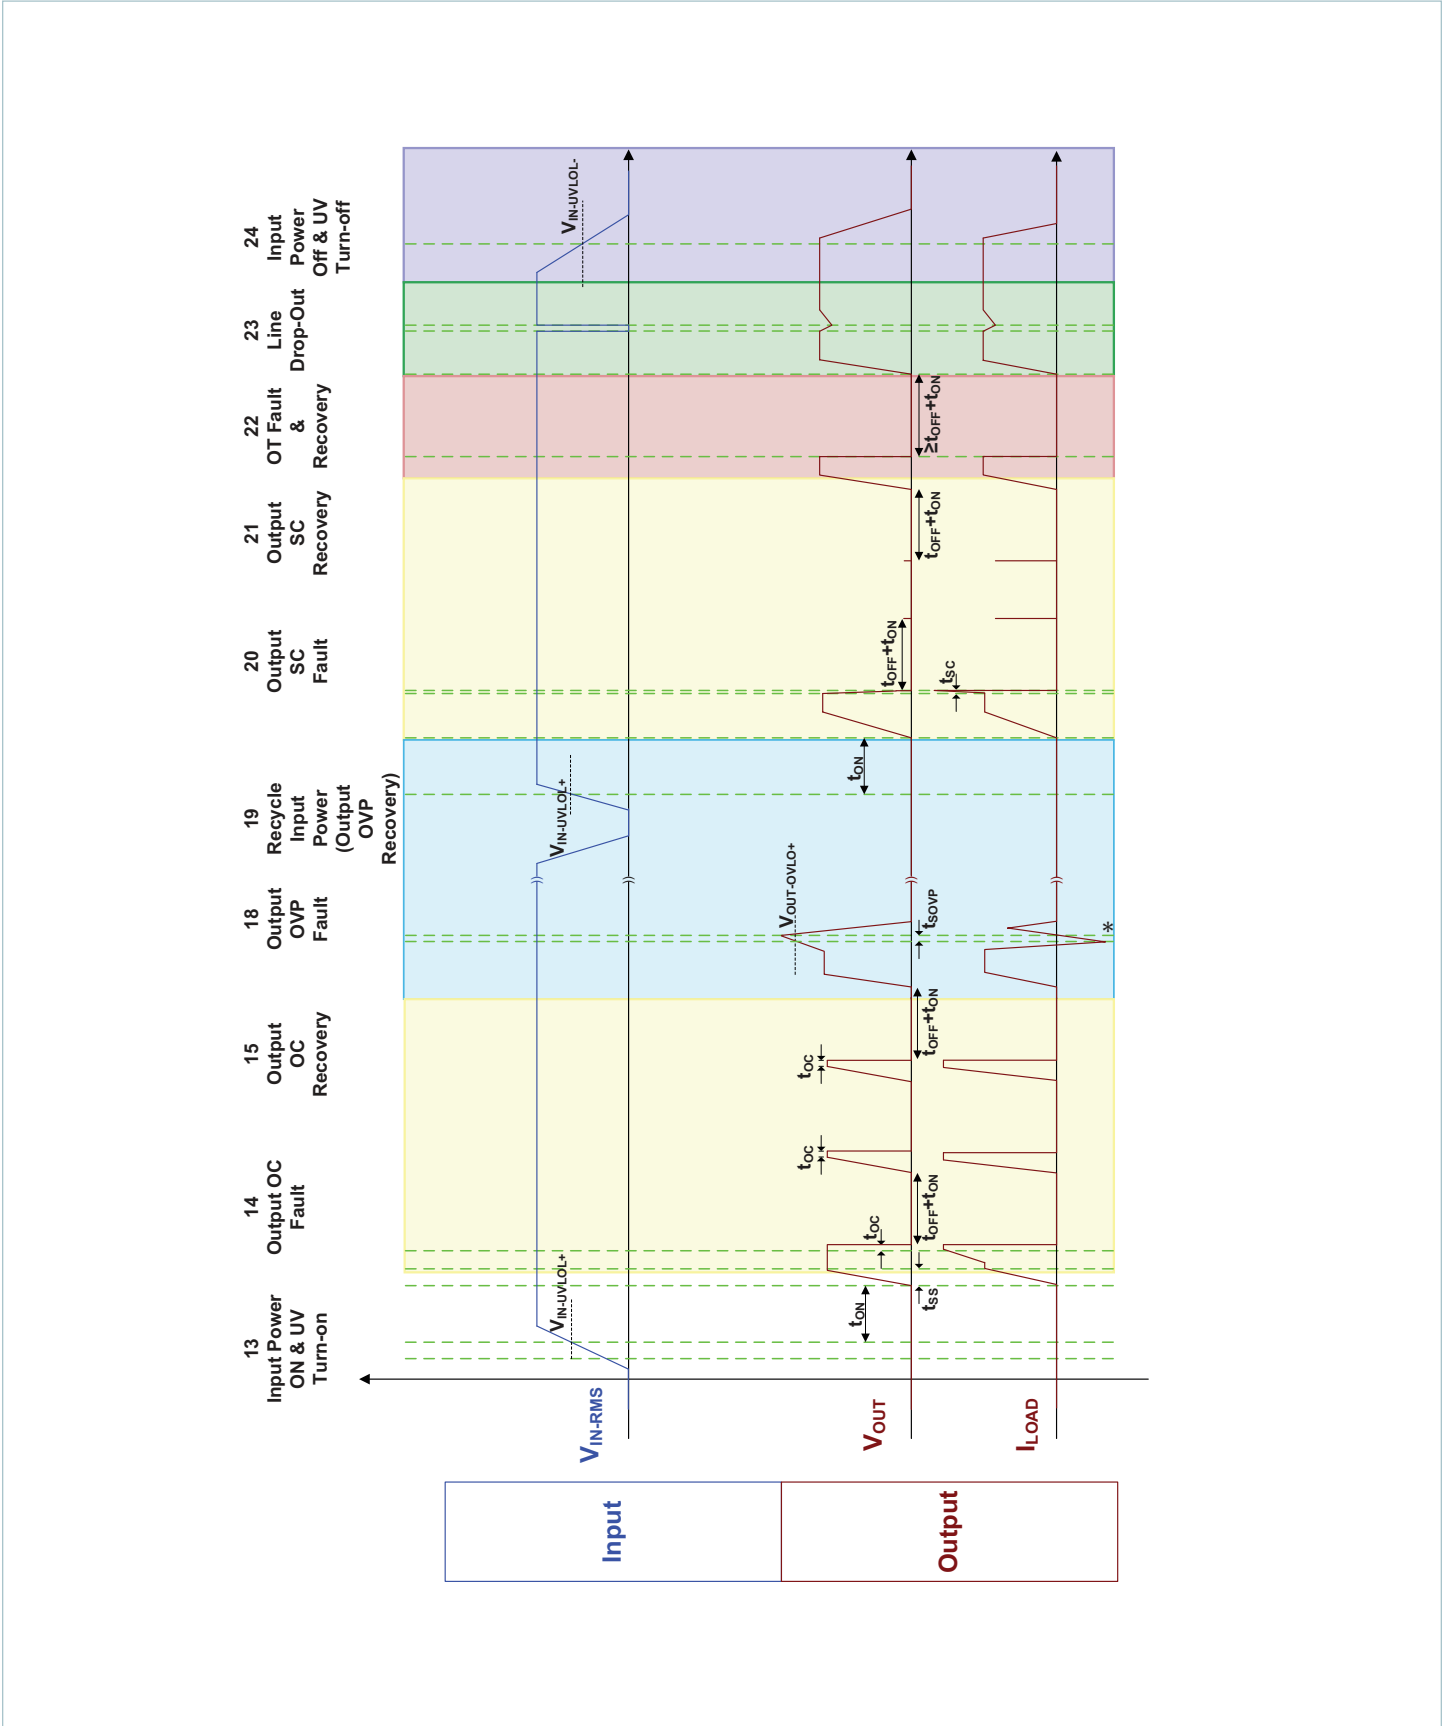 13
Input Power
ON & UV
Turn-on
14
Output OC
Fault
15
Output
OC
Recovery
18
Output
OVP
Fault
19
Recycle
Input
Power
(Output
OVP
Recovery)
20
Output
SC
Fault
21
Output
SC
Recovery
22
OT Fault
&
Recovery
23
Line
Drop-Out
24
Input
Power
Off & UV
Turn-off
Input
VIN-RMS
VIN-UVLOL+
VIN-UVLOL+
VIN-UVLOL-
Output
VOUT
tON
tSS
tOC
tOFF+tON
tOC
tOC
tOFF+tON
VOUT-OVLO+
tSOVP
tON
tOFF+tON
tOFF+tON
≥tOFF+tON
ILOAD
*
tSC